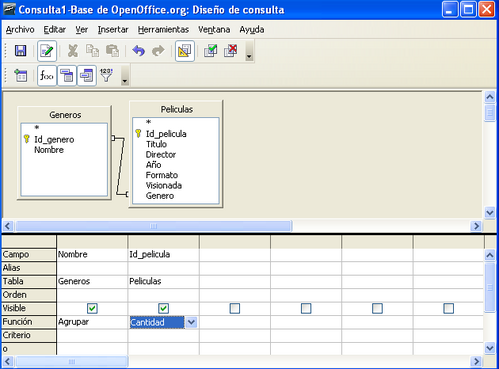 Consulta1-Base de OpenOffice.org: Diseño de consulta
Archivo Editar Ver Insertar Herramientas Ventana Ayuda
f(x) 1201
Generos
*
Id_genero
Nombre
Peliculas
*
Id_pelicula
Titulo
Director
Año
Formato
Visionada
Genero
Campo Nombre Id_pelicula
Alias
Tabla Generos Peliculas
Orden
Visible
Función Agrupar Cantidad
Criterio
o